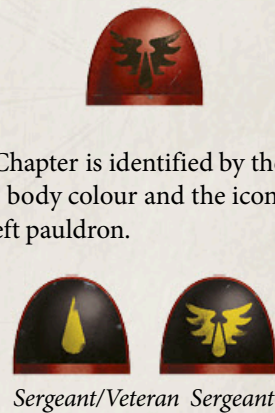 Chapter is identified by the
body colour and the icon
eft pauldron.
Sergeant/Veteran Sergeant